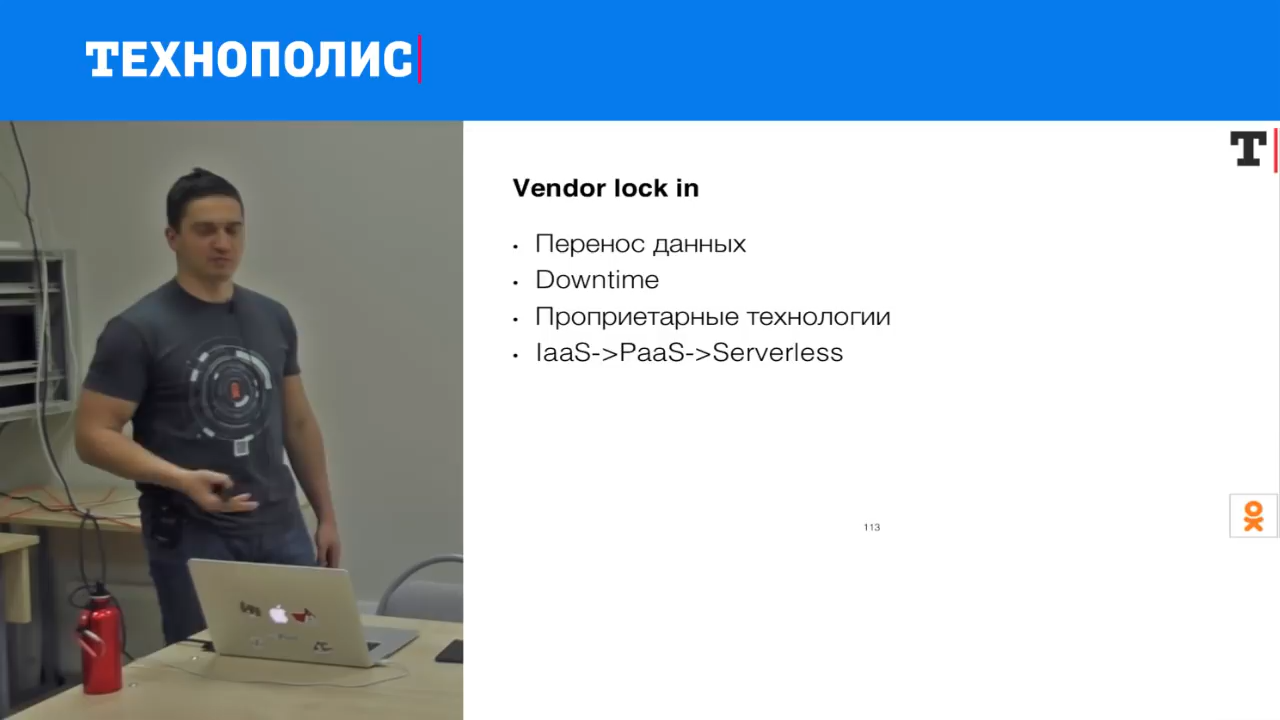 ТЕХНОПОЛИС
T
Vendor lock in
• Перенос данных
• Downtime
• Проприетарные технологии
• IaaS->PaaS->Serverless
113